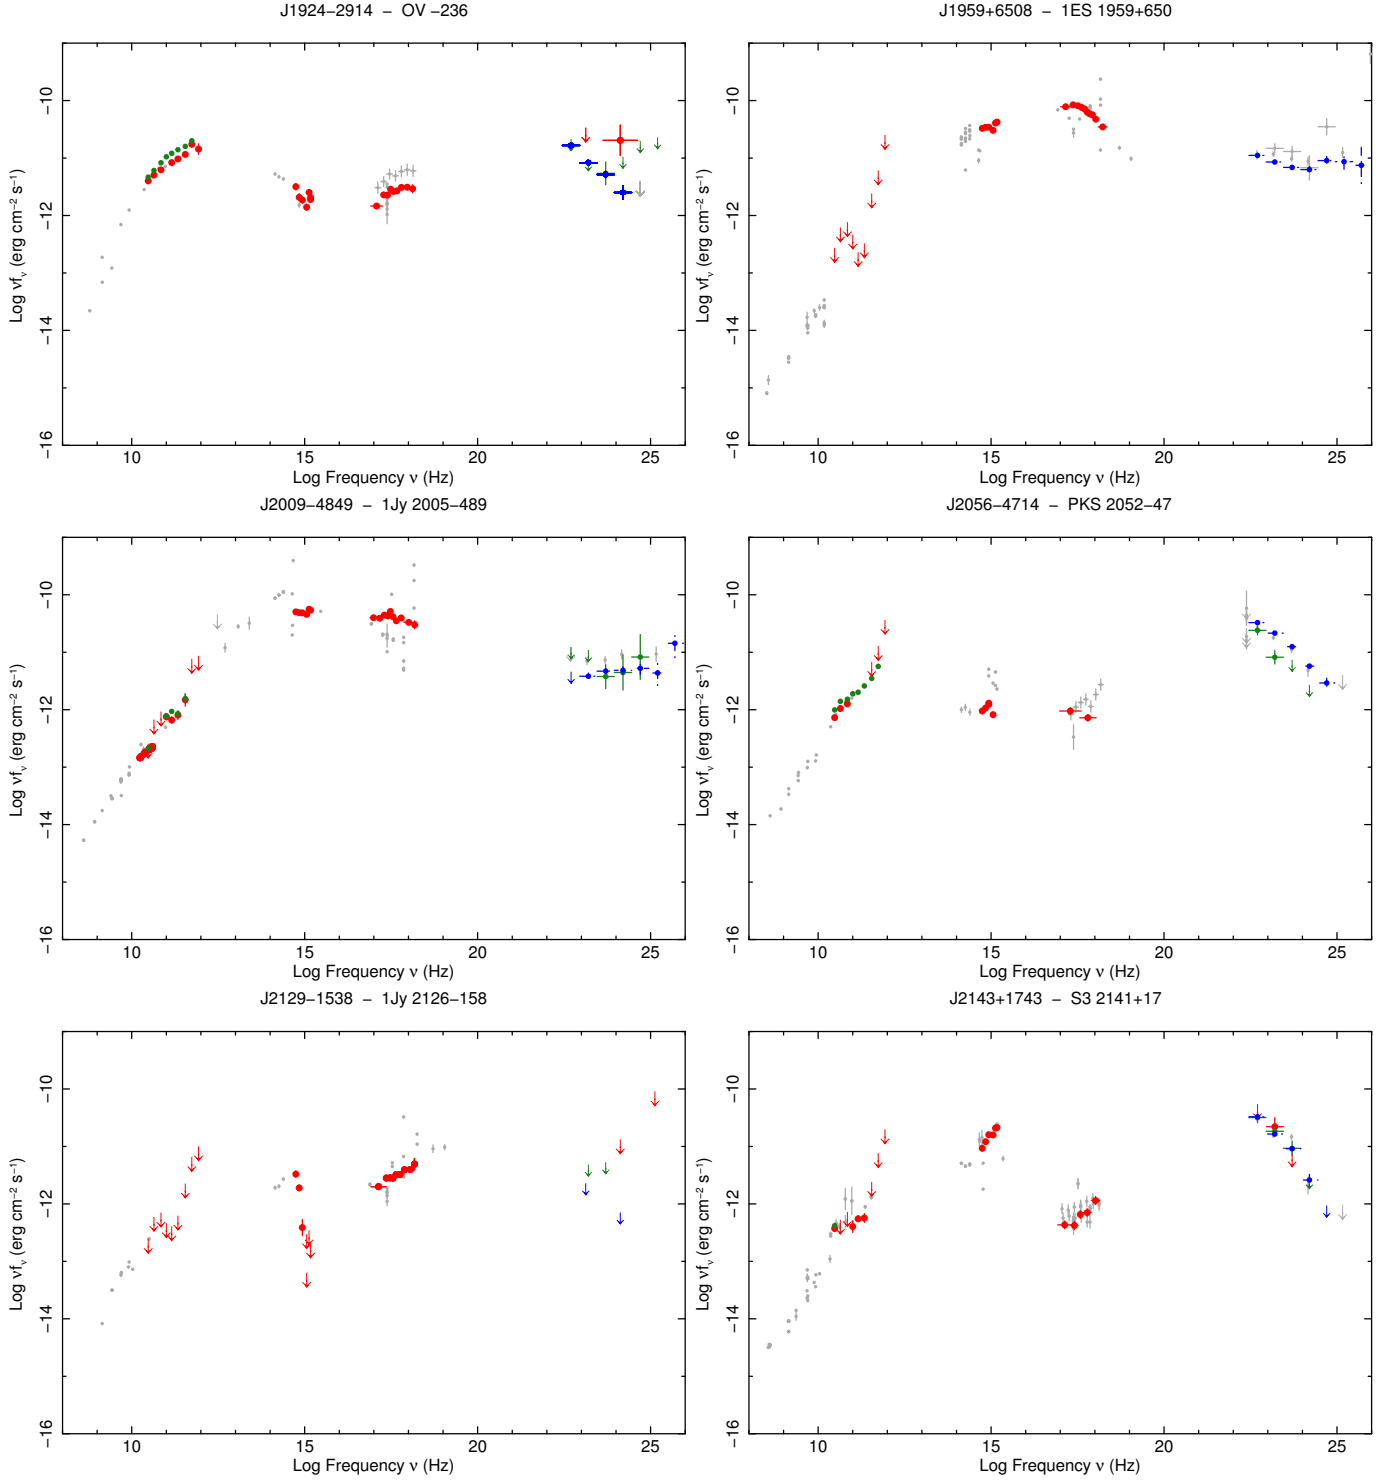 J1924−2914 − OV −236
J1959+6508 − 1ES 1959+650
Log νfν (erg cm−2 s−1)
−10
−12
−14
−16
10 15 20 25
Log Frequency ν (Hz)
Log νfν (erg cm−2 s−1)
−10
−12
−14
−16
10 15 20 25
Log Frequency ν (Hz)
J2009−4849 − 1Jy 2005−489
J2056−4714 − PKS 2052−47
Log νfν (erg cm−2 s−1)
−10
−12
−14
−16
10 15 20 25
Log Frequency ν (Hz)
Log νfν (erg cm−2 s−1)
−10
−12
−14
−16
10 15 20 25
Log Frequency ν (Hz)
J2129−1538 − 1Jy 2126−158
J2143+1743 − S3 2141+17
Log νfν (erg cm−2 s−1)
−10
−12
−14
−16
10 15 20 25
Log Frequency ν (Hz)
Log νfν (erg cm−2 s−1)
−10
−12
−14
−16
10 15 20 25
Log Frequency ν (Hz)